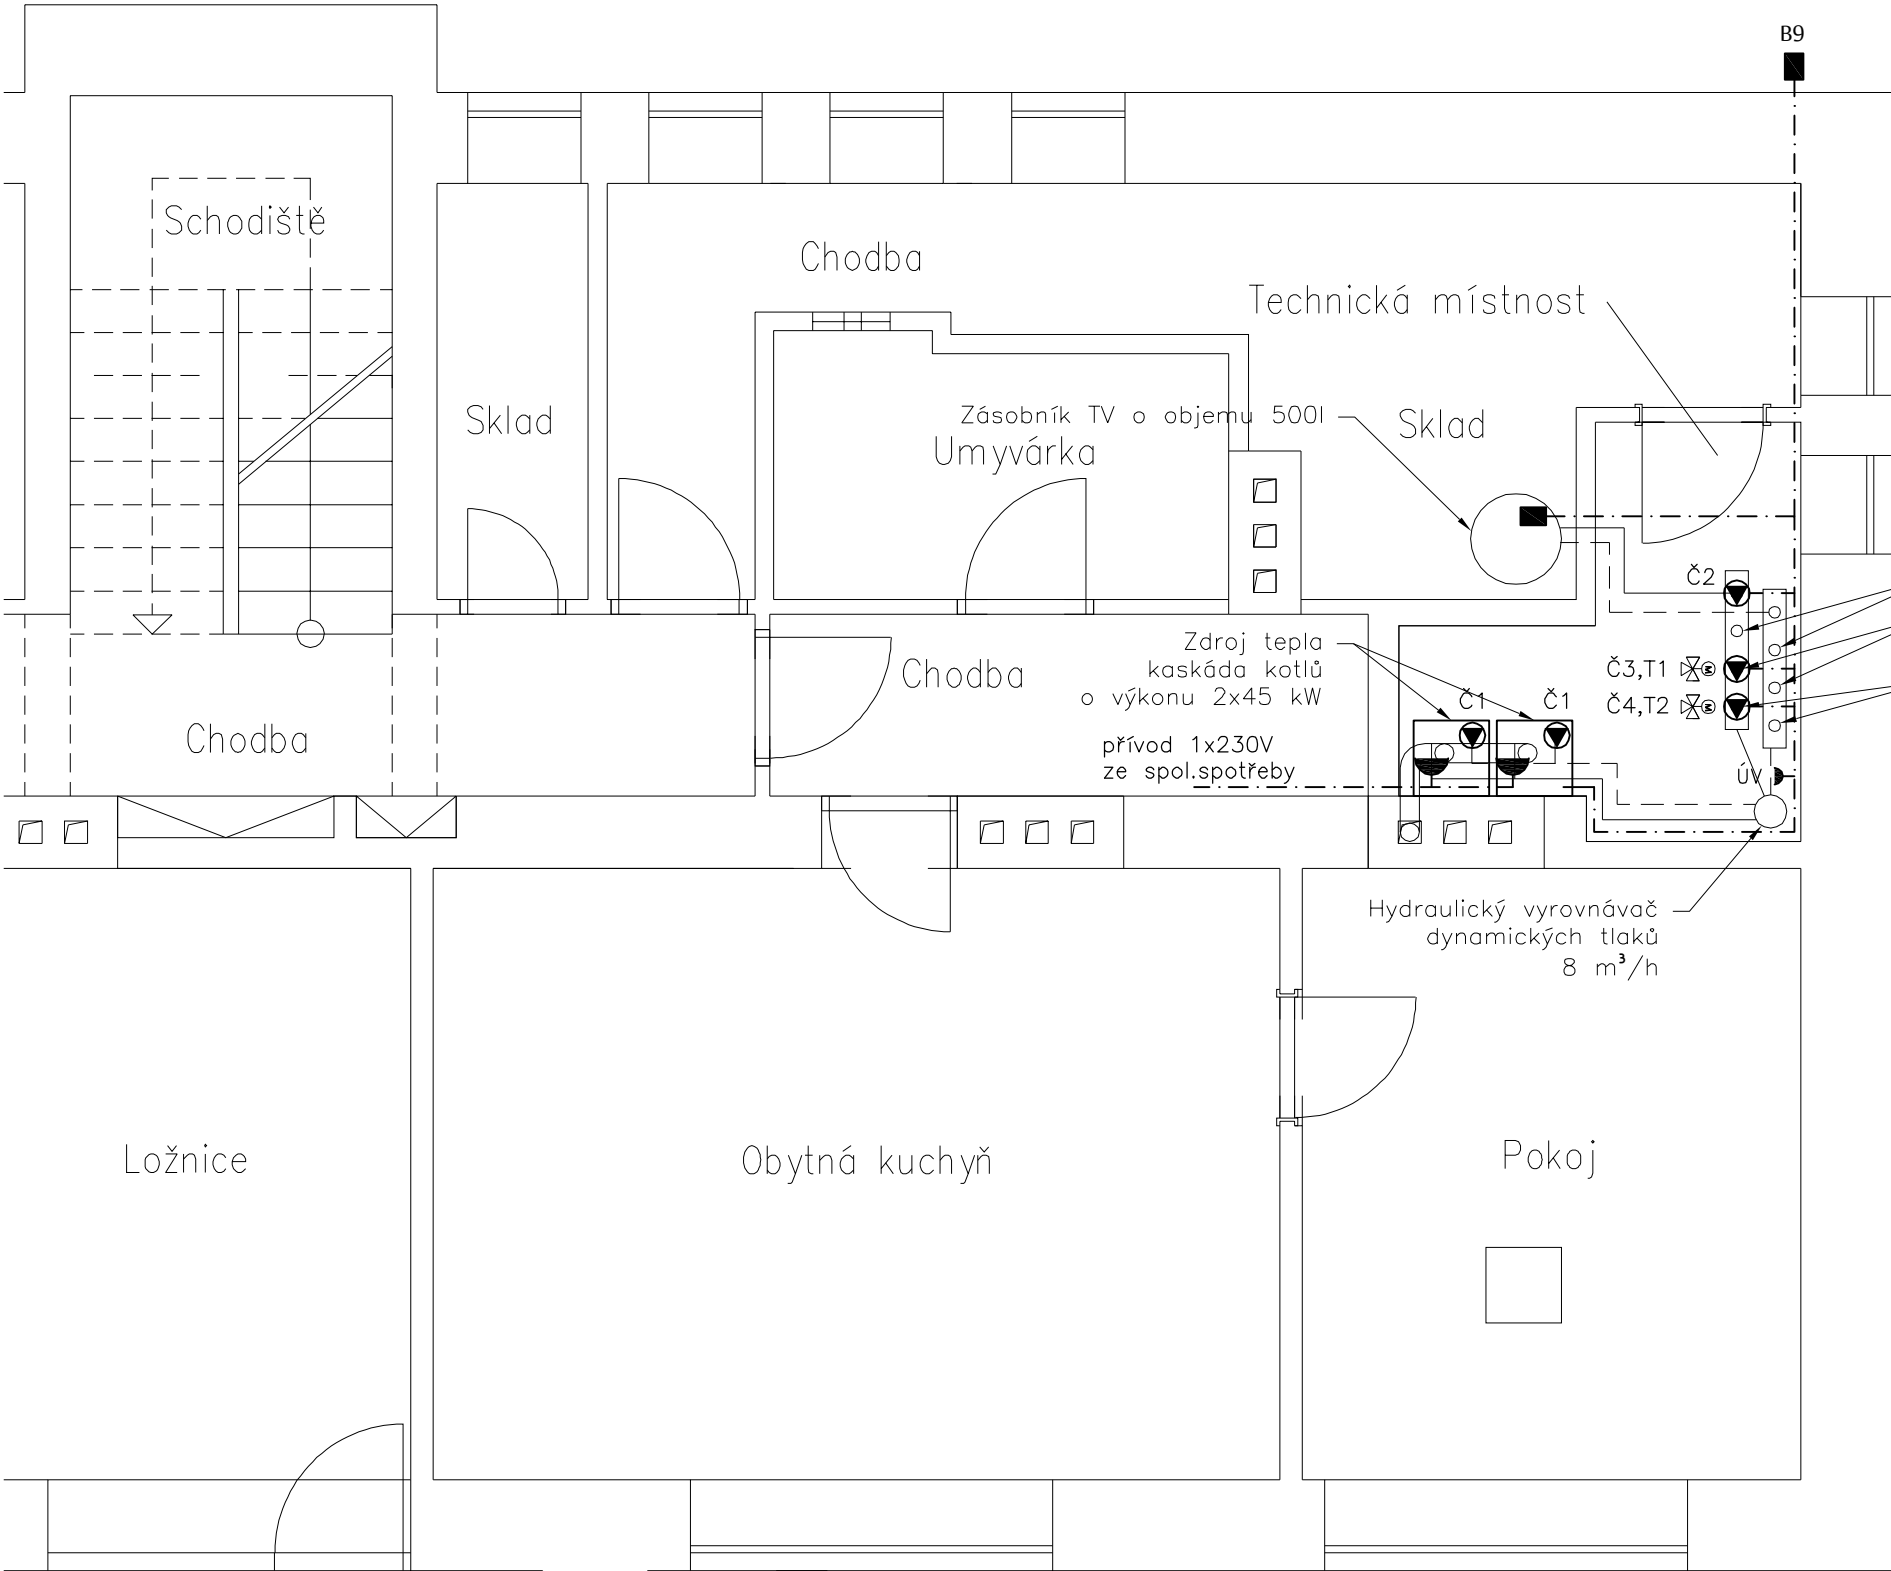 B9
Schodiště
Chodba
Technická místnost
Sklad
Zásobník TV o objemu 500l
Sklad
Umyvárka
Č2
Zdroj tepla
kaskáda kotlů
o výkonu 2x45 kW
Chodba
Č3,T1
M
Č4,T2
M
Č1
Č1
Chodba
přívod 1x230V
ze spol.spotřeby
ÚV
Hydraulický vyrovnávač
dynamických tlaků
8 m³/h
Ložnice
Obytná kuchyň
Pokoj